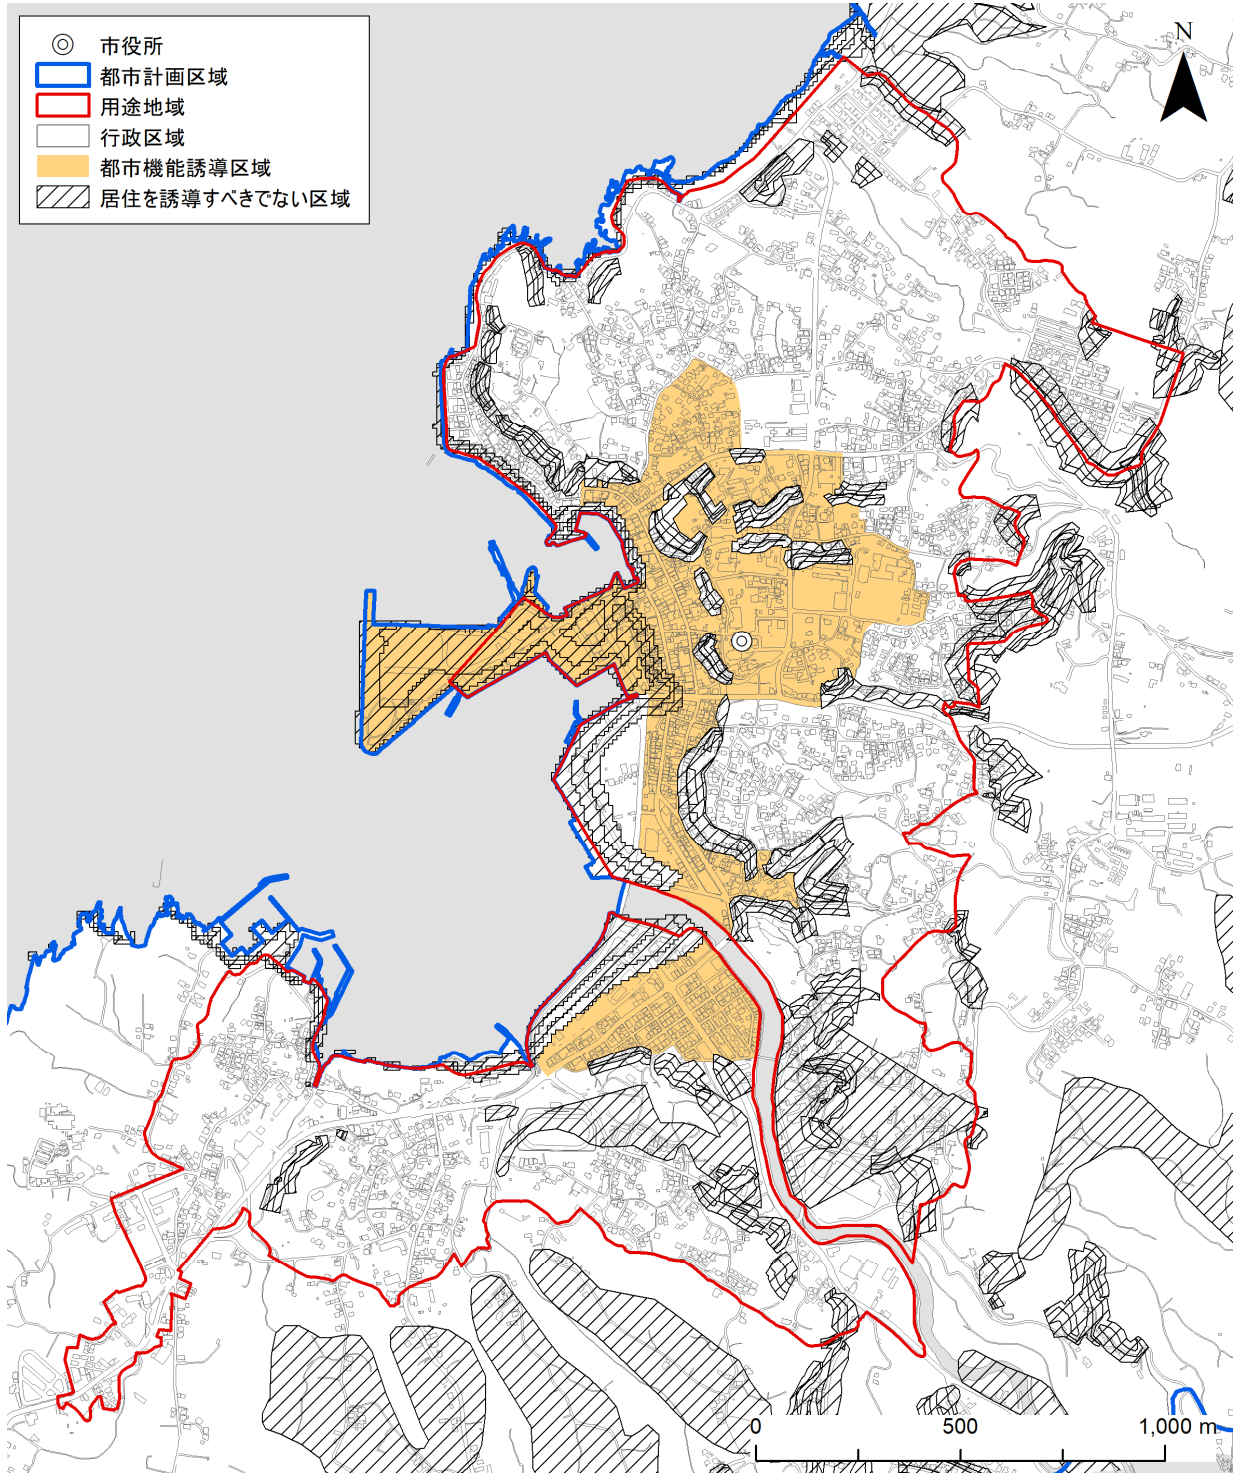 市役所
都市計画区域
用途地域
行政区域
都市機能誘導区域
居住を誘導すべきでない区域
N
0 500 1,000 m